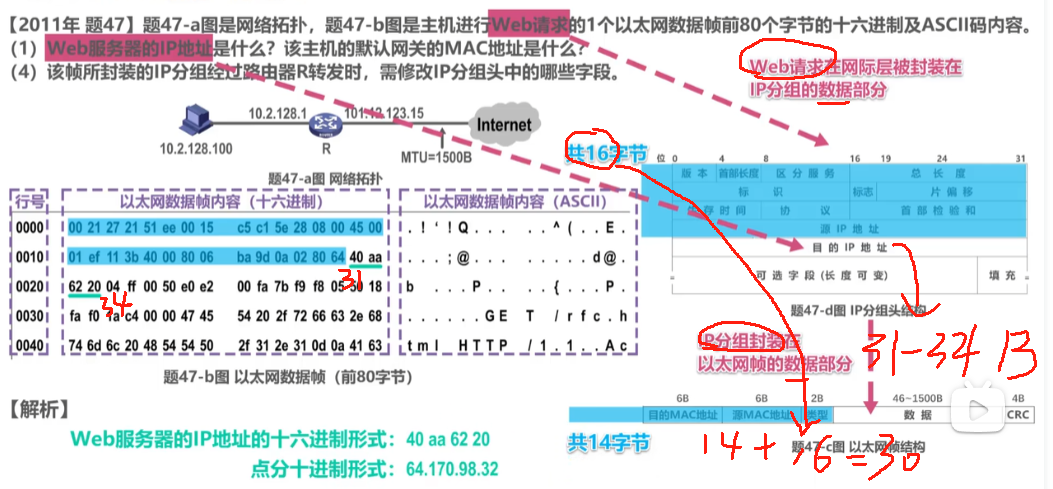 【2011年 题47】题47-a图是网络拓扑，题47-b图是主机进行Web请求的1个以太网数据帧前80个字节的十六进制及ASCII码内容。
（1）Web服务器的IP地址是什么？该主机的默认网关的MAC地址是什么？
（4）该帧所封装的IP分组经过路由器R转发时，需修改IP分组头中的哪些字段。
Web请求在网际层被封装在
IP分组的数据部分
10.2.128.1
101.12.123.15
Internet
10.2.128.100
R
MTU=1500B
题47-a图 网络拓扑
共16字节
位 0 4 8 16 19 24 31
版 本 首部长度 区 分 服 务 总 长 度
标 识 标志 片 偏 移
生 存 时 间 协 议 首 部 检 验 和
源 IP 地 址
目 的 IP 地 址
可 选 字 段 (长 度 可 变) 填 充
题47-d图 IP分组头结构
行号 以太网数据帧内容（十六进制） 以太网数据帧内容（ASCII）
0000 00 21 27 21 51 ee 00 15 c5 c1 5e 28 08 00 45 00 . ! ' ! Q . . . . . ^ ( . . E .
0010 01 ef 11 3b 40 00 80 06 ba 9d 0a 02 80 64 40 aa . . . ; @ . . . . . . . . d @ .
31
0020 62 20 04 ff 00 50 e0 e2 00 fa 7b f9 f8 05 50 18 b . . . P . . . . { . . . P .
34
0030 fa f0 fa c4 00 00 47 45 54 20 2f 72 66 63 2e 68 . . . . . . GE T / r f c . h
0040 74 6d 6c 20 48 54 54 50 2f 31 2e 31 0d 0a 41 63 t m l HTTP / 1 . 1 . . A c
题47-b图 以太网数据帧（前80字节）
31-34 B
IP分组封装在
以太网帧的数据部分
6B 6B 2B 46~1500B 4B
目的MAC地址 源MAC地址 类型 数 据 CRC
共14字节
题47-c图 以太网帧结构
14+16=30
【解析】
Web服务器的IP地址的十六进制形式：40 aa 62 20
点分十进制形式：64.170.98.32